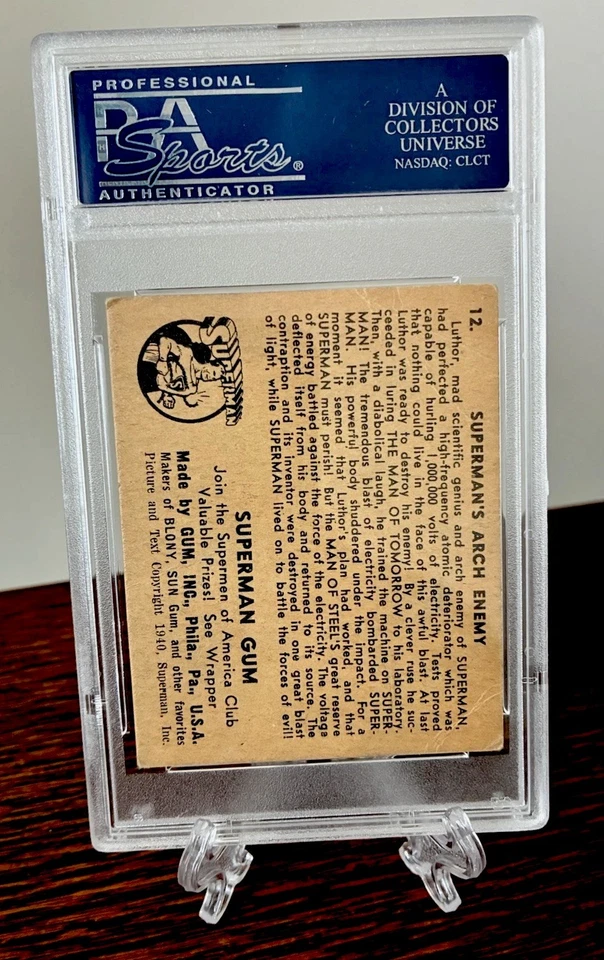 PROFESSIONAL
PSA
Sports®
AUTHENTICATOR
A
DIVISION OF
COLLECTORS
UNIVERSE
NASDAQ: CLCT
12. SUPERMAN'S ARCH ENEMY
Luthor, mad scientific genius and arch enemy of SUPERMAN,
had perfected a high-frequency atomic deteriorator which was
capable of hurling 1,000,000 volts of electricity. Tests proved
that nothing could live in the face of this awful blast. At last
Luthor was ready to destroy his enemy! By a clever ruse he suc-
ceeded in luring THE MAN OF TOMORROW to his laboratory.
Then, with a diabolical laugh, he trained the machine on SUPER-
MAN! The tremendous blast of electricity bombarded SUPER-
MAN. His powerful body shuddered under the impact. For a
moment it seemed that Luthor's plan had worked, and that
SUPERMAN must perish! But the MAN OF STEEL'S great reserve
of energy battled against the force of the electricity. The voltage
deflected itself from his body and returned to its source. The
contraption and its inventor were destroyed in one great blast
of light, while SUPERMAN lived on to battle the forces of evil!
SUPERMAN
SUPERMAN GUM
Join the Supermen of America Club
Valuable Prizes! See Wrapper
Made by GUM, INC., Phila., Pa., U.S.A.
Makers of BLONY, SUN Gum, and other favorites
Picture and Text Copyright 1940, Superman, Inc.